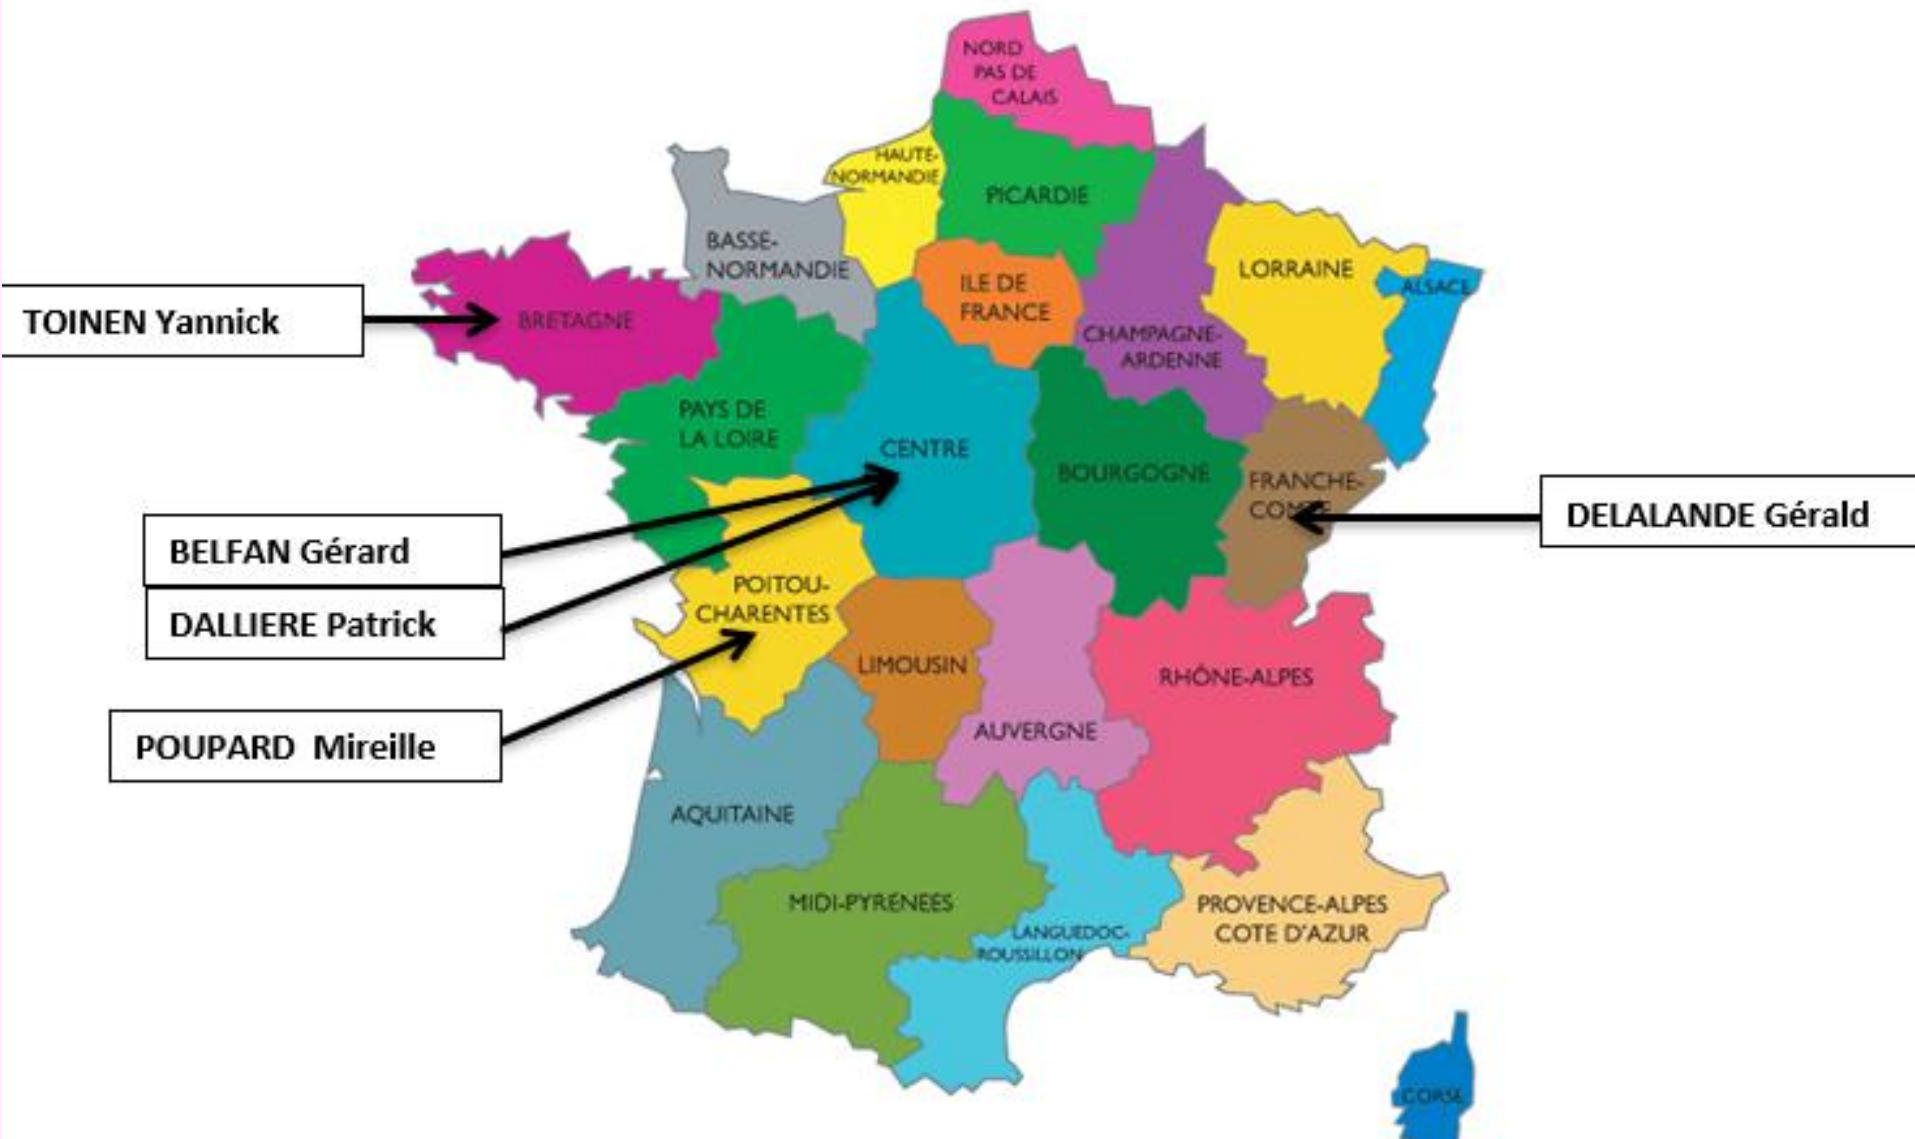 NORD
PAS DE
CALAIS
HAUTE-
NORMANDIE
PICARDIE
BASSE-
NORMANDIE
ILE DE
FRANCE
LORRAINE
ALSACE
CHAMPAGNE-
ARDENNE
TOINEN Yannick
BRETAGNE
PAYS DE
LA LOIRE
CENTRE
BOURGOGNE
FRANCHE-
COMTE
DELALANDE Gérald
BELFAN Gérard
DALLIERE Patrick
POITOU-
CHARENTES
LIMOUSIN
RHÔNE-ALPES
POUPARD Mireille
AUVERGNE
AQUITAINE
MIDI-PYRENEES
LANGUEDOC-
ROUSSILLON
PROVENCE-ALPES
COTE D'AZUR
CORSE